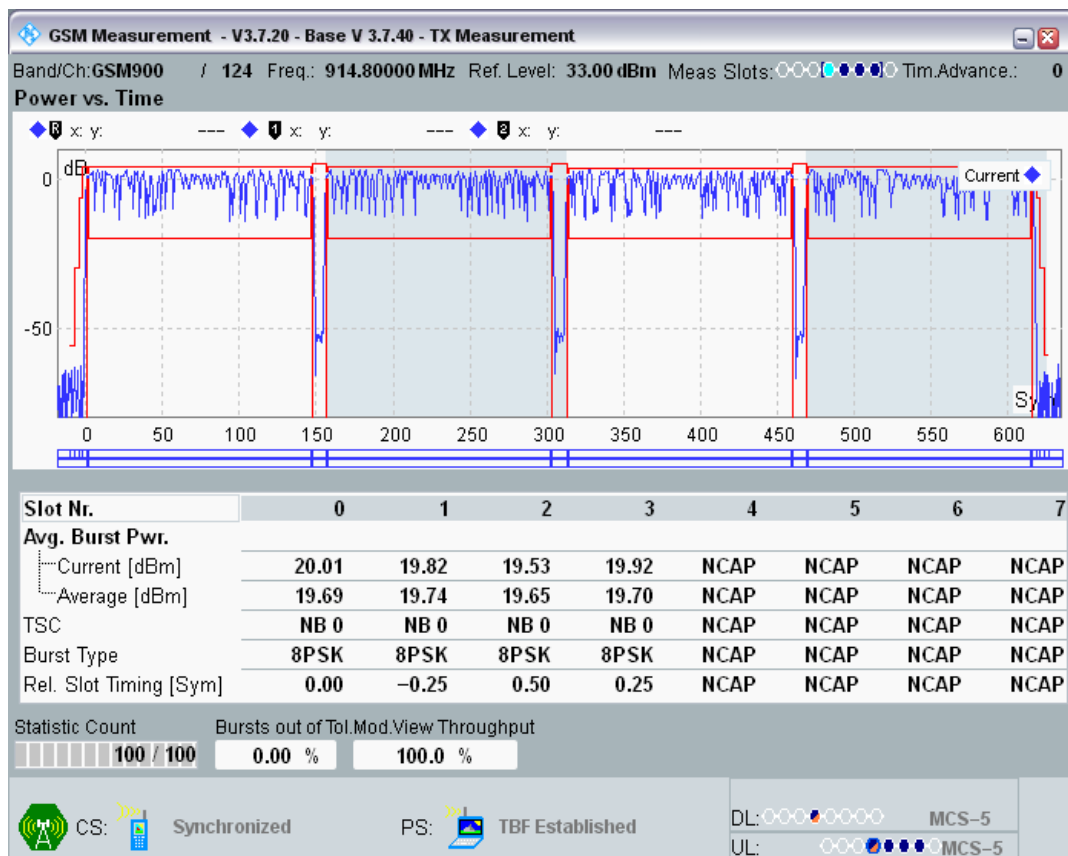 GSM Measurement - V3.7.20 - Base V 3.7.40 - TX Measurement
Band/Ch:GSM900 / 124 Freq.: 914.80000 MHz Ref. Level: 33.00 dBm Meas Slots: Tim.Advance.: 0
Power vs. Time
R x: y: --- 1 x: y: --- 2 x: y: ---
dB
Current
0
-50
Sy
0 50 100 150 200 250 300 350 400 450 500 550 600
Slot Nr. 0 1 2 3 4 5 6 7
Avg. Burst Pwr.
Current [dBm] 20.01 19.82 19.53 19.92 NCAP NCAP NCAP NCAP
Average [dBm] 19.69 19.74 19.65 19.70 NCAP NCAP NCAP NCAP
TSC NB 0 NB 0 NB 0 NB 0 NCAP NCAP NCAP NCAP
Burst Type 8PSK 8PSK 8PSK 8PSK NCAP NCAP NCAP NCAP
Rel. Slot Timing [Sym] 0.00 −0.25 0.50 0.25 NCAP NCAP NCAP NCAP
Statistic Count Bursts out of Tol.Mod.View Throughput
100 / 100 0.00 % 100.0 %
CS: Synchronized PS: TBF Established
DL: MCS−5
UL: MCS−5